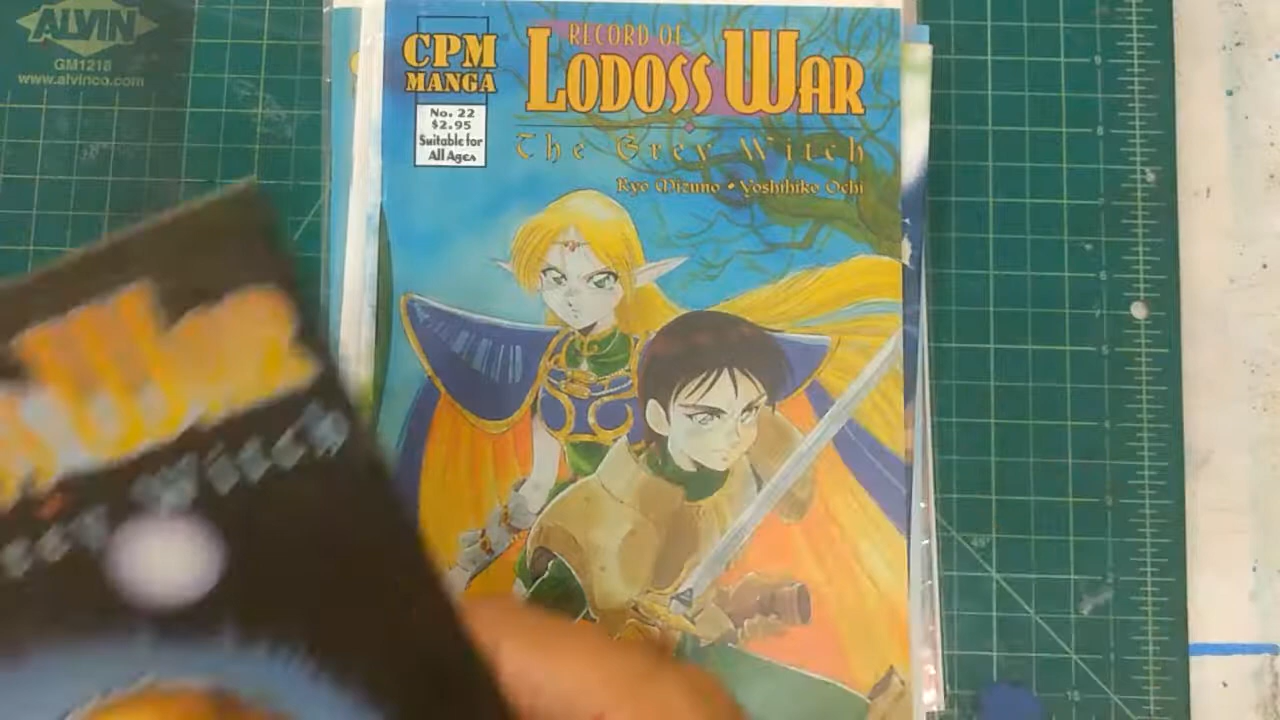 ALVIN
GM1218
www.alvinco.com
CPM
MANGA
No. 22
$2.95
Suitable for
All Ages
RECORD OF
LODOSS WAR
The Grey Witch
Ryo Mizuno • Yoshihiko Ochi